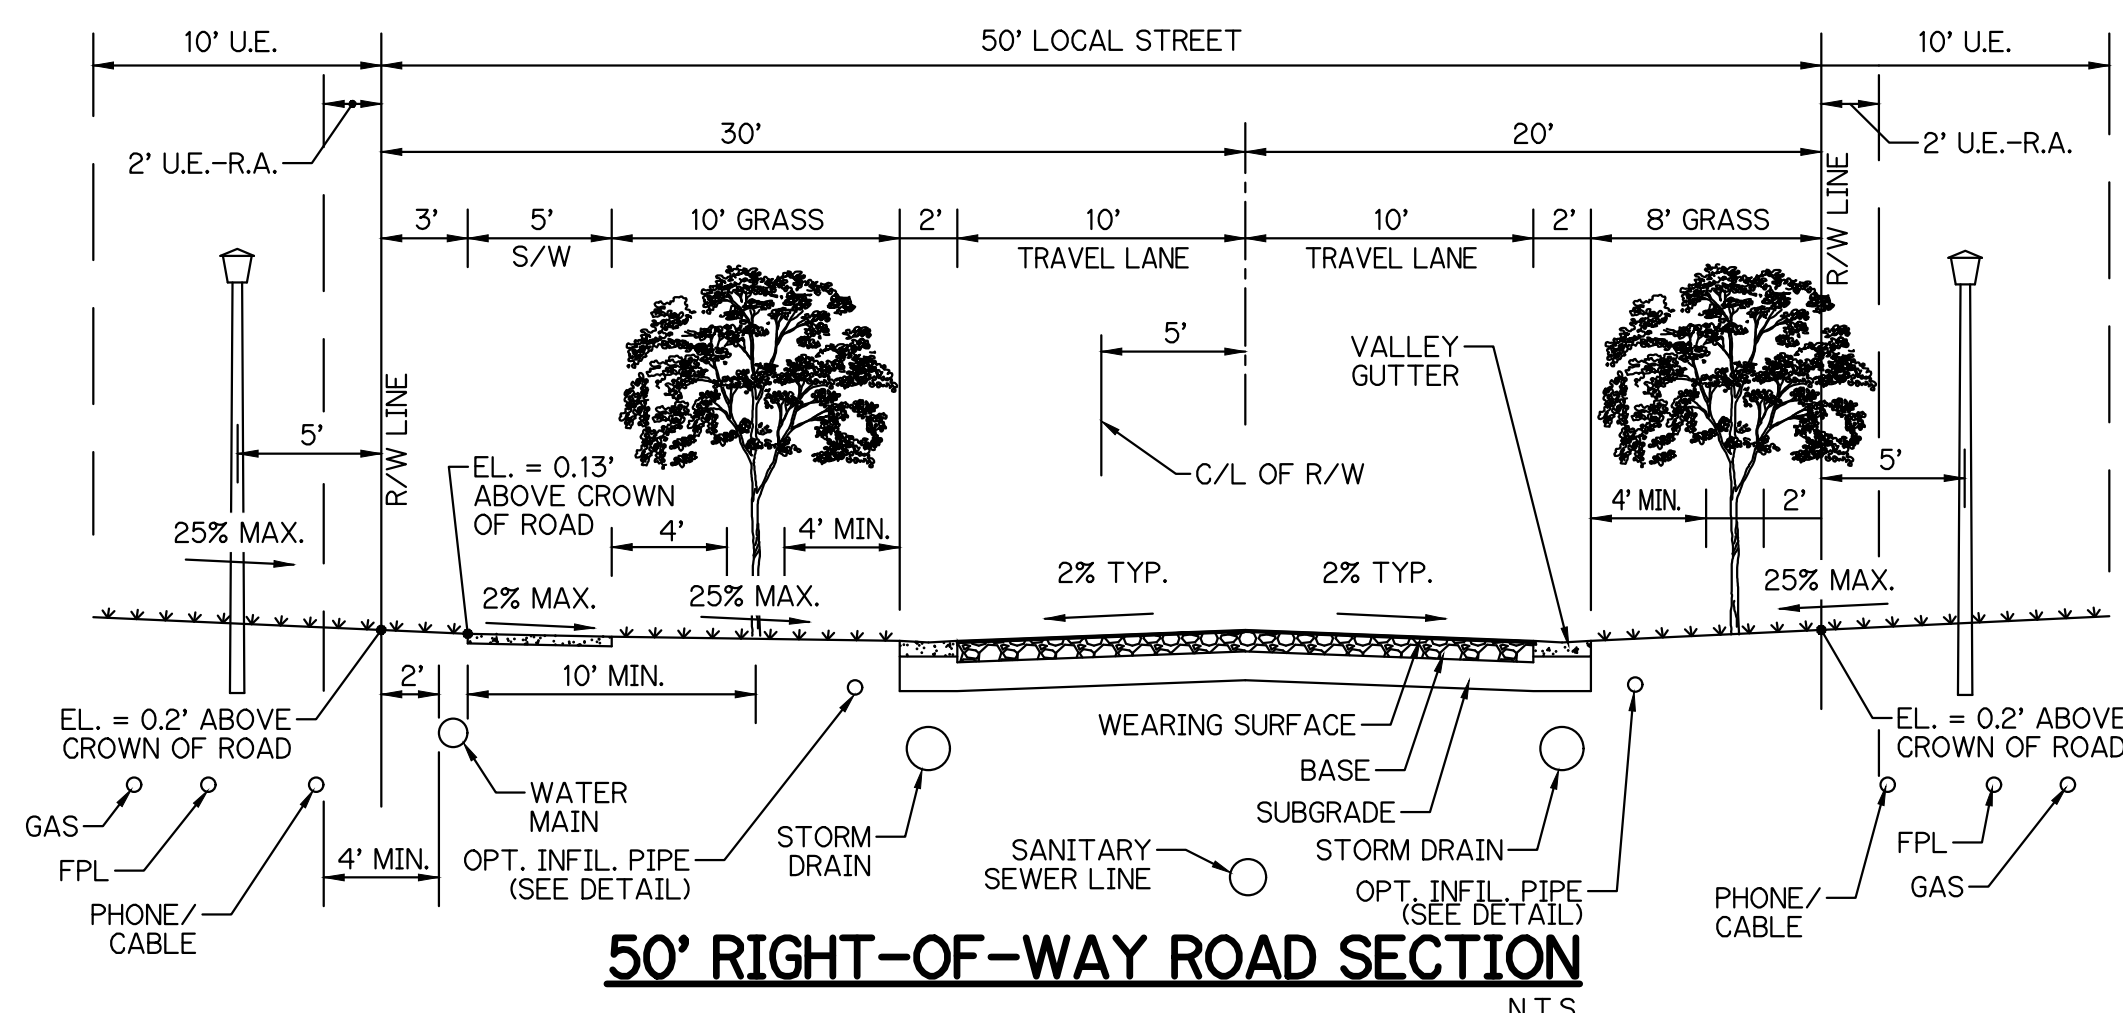 10' U.E.
50' LOCAL STREET
10' U.E.
30'
20'
2' U.E.-R.A.
2' U.E.-R.A.
R/W LINE
3'
5'
S/W
10' GRASS
2'
10'
TRAVEL LANE
10'
TRAVEL LANE
2'
8' GRASS
5'
VALLEY
GUTTER
R/W LINE
5'
EL. = 0.13'
ABOVE CROWN
OF ROAD
C/L OF R/W
5'
4' MIN.
2'
25% MAX.
4'
4' MIN.
2% TYP.
2% TYP.
25% MAX.
2% MAX.
25% MAX.
2'
10' MIN.
EL. = 0.2' ABOVE
CROWN OF ROAD
WEARING SURFACE
EL. = 0.2' ABOVE
CROWN OF ROAD
BASE
WATER
MAIN
SUBGRADE
GAS
FPL
PHONE/
CABLE
4' MIN.
OPT. INFIL. PIPE
(SEE DETAIL)
STORM
DRAIN
SANITARY
SEWER LINE
STORM DRAIN
OPT. INFIL. PIPE
(SEE DETAIL)
PHONE/
CABLE
FPL
GAS
50' RIGHT-OF-WAY ROAD SECTION
N.T.S.